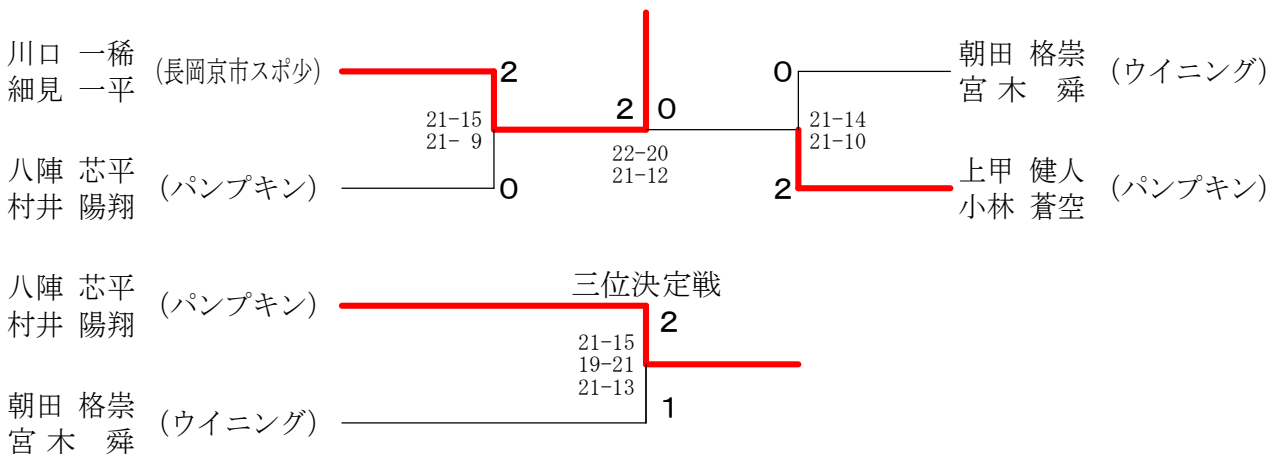 川口 一稀
細見 一平
(長岡京市スポ少)
2
21-15
21- 9
0
八陣 芯平
村井 陽翔
(パンプキン)
2 0
22-20
21-12
0
21-14
21-10
2
朝田 格崇
宮木 舜
(ウイニング)
上甲 健人
小林 蒼空
(パンプキン)
三位決定戦
八陣 芯平
村井 陽翔
(パンプキン)
2
21-15
19-21
21-13
1
朝田 格崇
宮木 舜
(ウイニング)